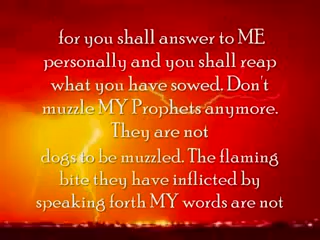 for you shall answer to ME
personally and you shall reap
what you have sowed. Don't
muzzle MY Prophets anymore.
They are not
dogs to be muzzled. The flaming
bite they have inflicted by
speaking forth MY words are not